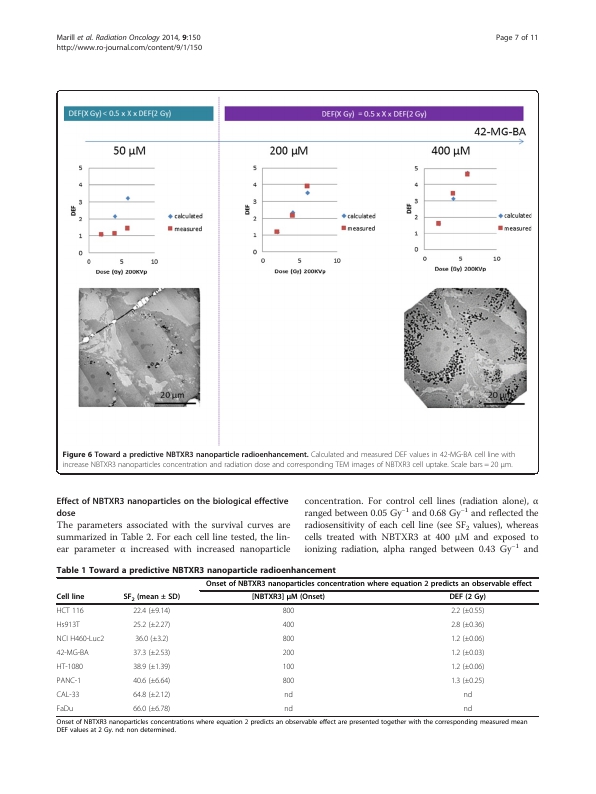 Marill et al. Radiation Oncology 2014, 9:150
http://www.ro-journal.com/content/9/1/150
Page 7 of 11
DEF(X Gy) < 0.5 x X x DEF(2 Gy)
DEF(X Gy) = 0.5 x X x DEF(2 Gy)
42-MG-BA
50 µM
200 µM
400 µM
5
4
3
2
1
0
DEF
0
5
10
Dose (Gy) 200KVp
calculated
measured
5
4
3
2
1
0
DEF
0
5
10
Dose (Gy) 200KVp
calculated
measured
5
4
3
2
1
0
DEF
0
5
10
Dose (Gy) 200KVp
calculated
measured
20 µm
20 µm
Figure 6 Toward a predictive NBTXR3 nanoparticle radioenhancement. Calculated and measured DEF values in 42-MG-BA cell line with
increase NBTXR3 nanoparticles concentration and radiation dose and corresponding TEM images of NBTXR3 cell uptake. Scale bars = 20 µm.
Effect of NBTXR3 nanoparticles on the biological effective
dose
The parameters associated with the survival curves are
summarized in Table 2. For each cell line tested, the lin-
ear parameter α increased with increased nanoparticle
concentration. For control cell lines (radiation alone), α
ranged between 0.05 Gy⁻¹ and 0.68 Gy⁻¹ and reflected the
radiosensitivity of each cell line (see SF₂ values), whereas
cells treated with NBTXR3 at 400 µM and exposed to
ionizing radiation, alpha ranged between 0.43 Gy⁻¹ and
Table 1 Toward a predictive NBTXR3 nanoparticle radioenhancement
Onset of NBTXR3 nanoparticles concentration where equation 2 predicts an observable effect
Cell line SF₂ (mean ± SD) [NBTXR3] µM (Onset) DEF (2 Gy)
HCT 116 22.4 (±9.14) 800 2.2 (±0.55)
Hs913T 25.2 (±2.27) 400 2.8 (±0.36)
NCI H460-Luc2 36.0 (±3.2) 800 1.2 (±0.06)
42-MG-BA 37.3 (±2.53) 200 1.2 (±0.03)
HT-1080 38.9 (±1.39) 100 1.2 (±0.06)
PANC-1 40.6 (±6.64) 800 1.3 (±0.25)
CAL-33 64.8 (±2.12) nd nd
FaDu 66.0 (±6.78) nd nd
Onset of NBTXR3 nanoparticles concentrations where equation 2 predicts an observable effect are presented together with the corresponding measured mean
DEF values at 2 Gy. nd: non determined.